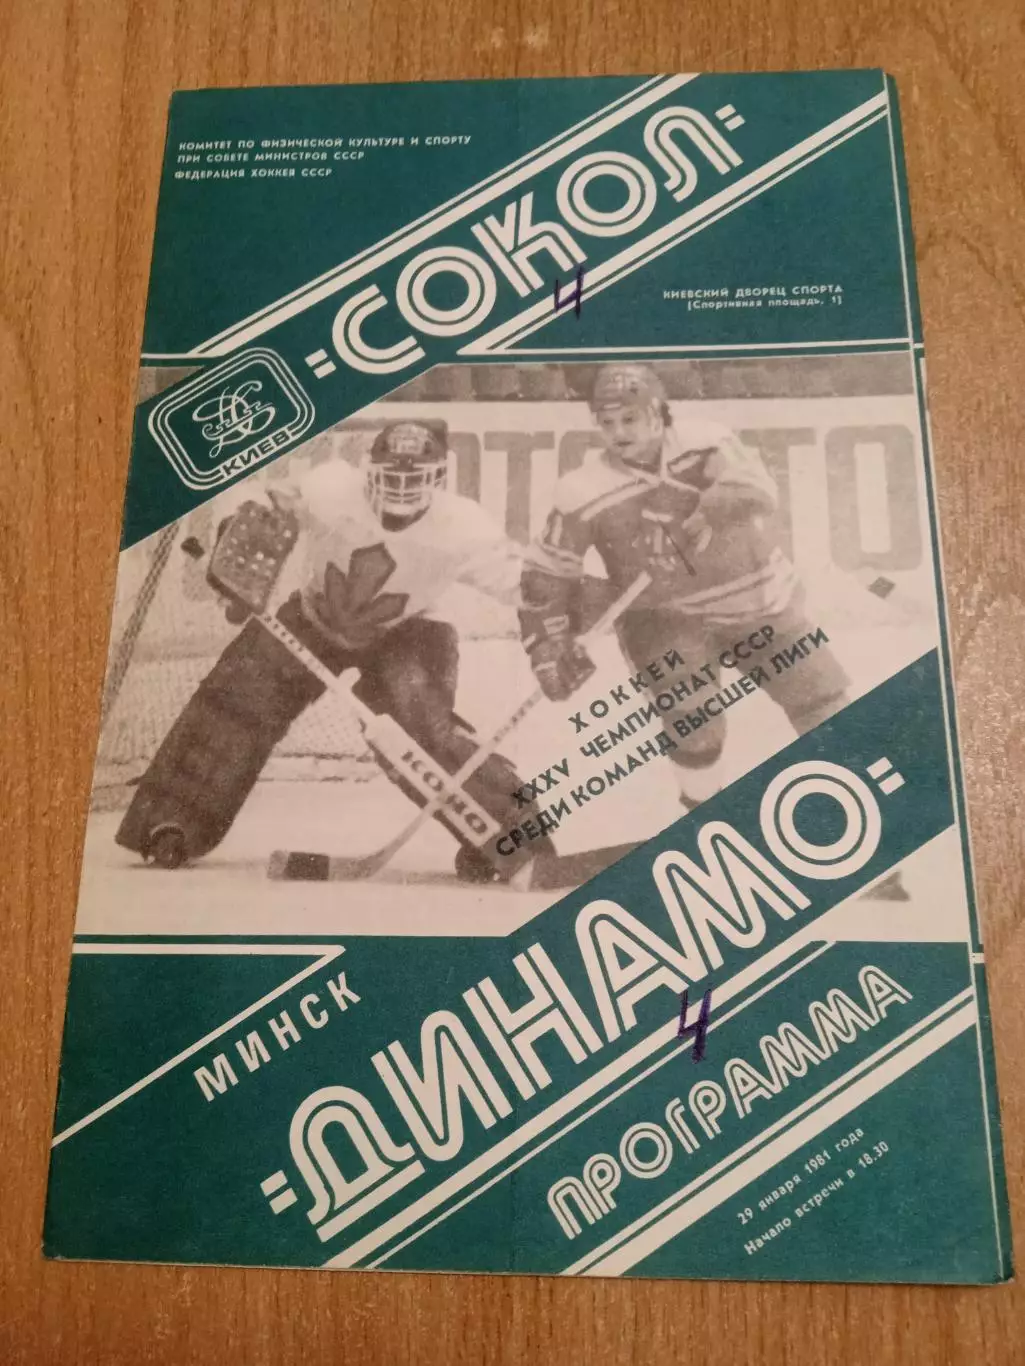 КОМИТЕТ ПО ФИЗИЧЕСКОЙ КУЛЬТУРЕ И СПОРТУ
ПРИ СОВЕТЕ МИНИСТРОВ СССР
ФЕДЕРАЦИЯ ХОККЕЯ СССР
"СОКОЛ"
4
КИЕВСКИЙ ДВОРЕЦ СПОРТА
(Спортивная площадь, 1)
КИЕВ
KOHO
ХОККЕЙ
XXXV ЧЕМПИОНАТ СССР
СРЕДИ КОМАНД ВЫСШЕЙ ЛИГИ
МИНСК
"ДИНАМО"
4
ПРОГРАММА
29 января 1981 года
Начало встречи в 18.30